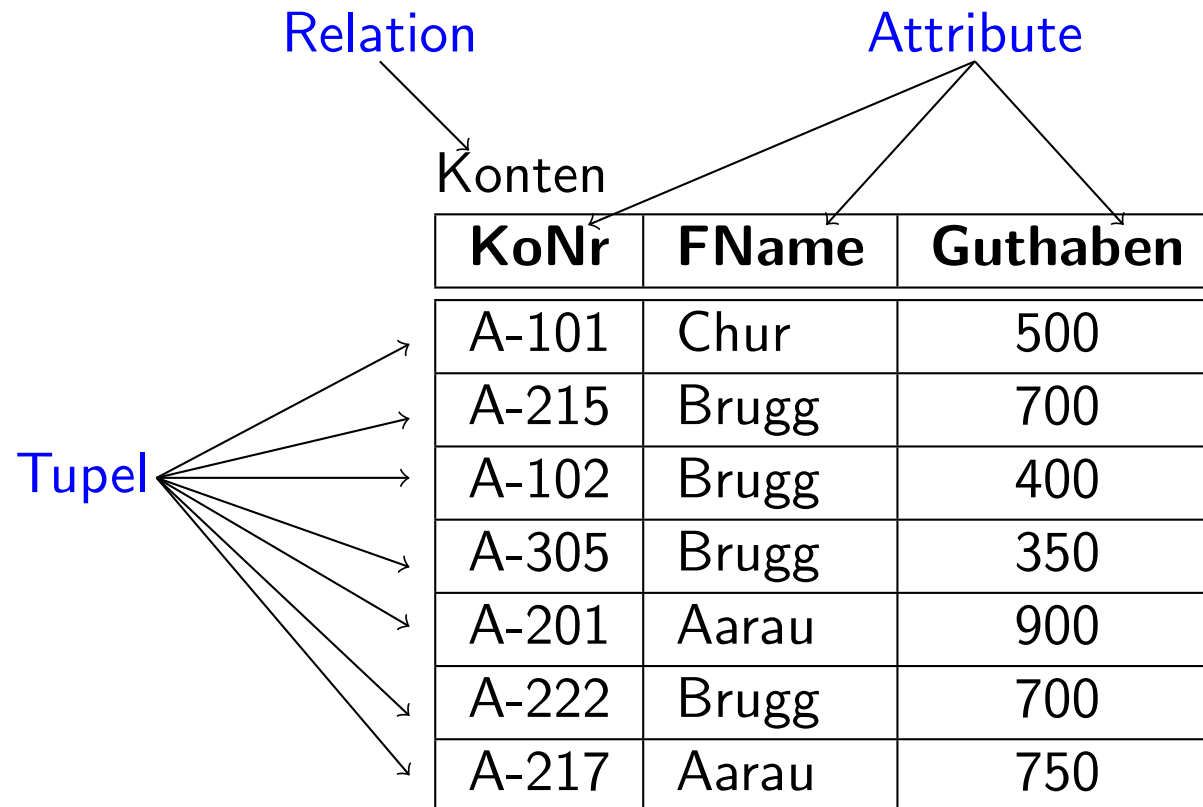 Relation Attribute
Konten
KoNr FName Guthaben
A-101 Chur 500
A-215 Brugg 700
Tupel A-102 Brugg 400
A-305 Brugg 350
A-201 Aarau 900
A-222 Brugg 700
A-217 Aarau 750